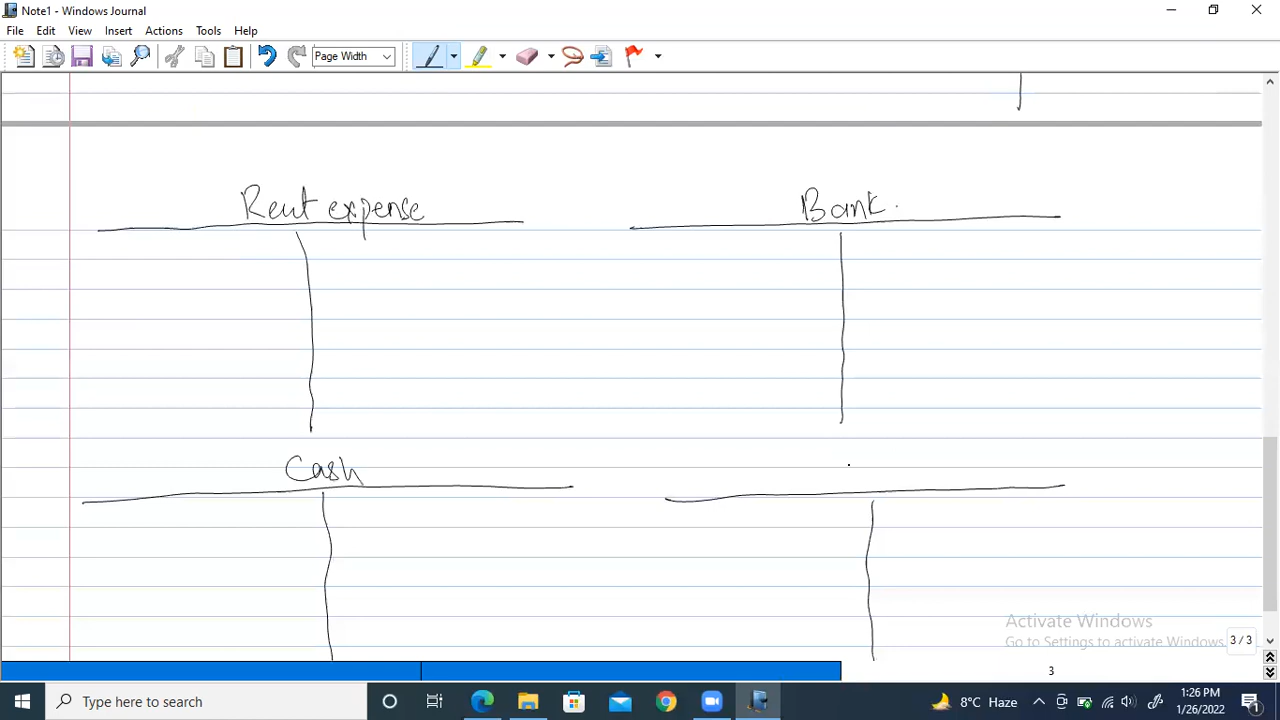 Note1 - Windows Journal
File Edit View Insert Actions Tools Help
Page Width
Rent expense
Bank
Cash
Activate Windows
Go to Settings to activate Windows.
3 / 3
3
Type here to search
8°C Haze
1:26 PM
1/26/2022
1